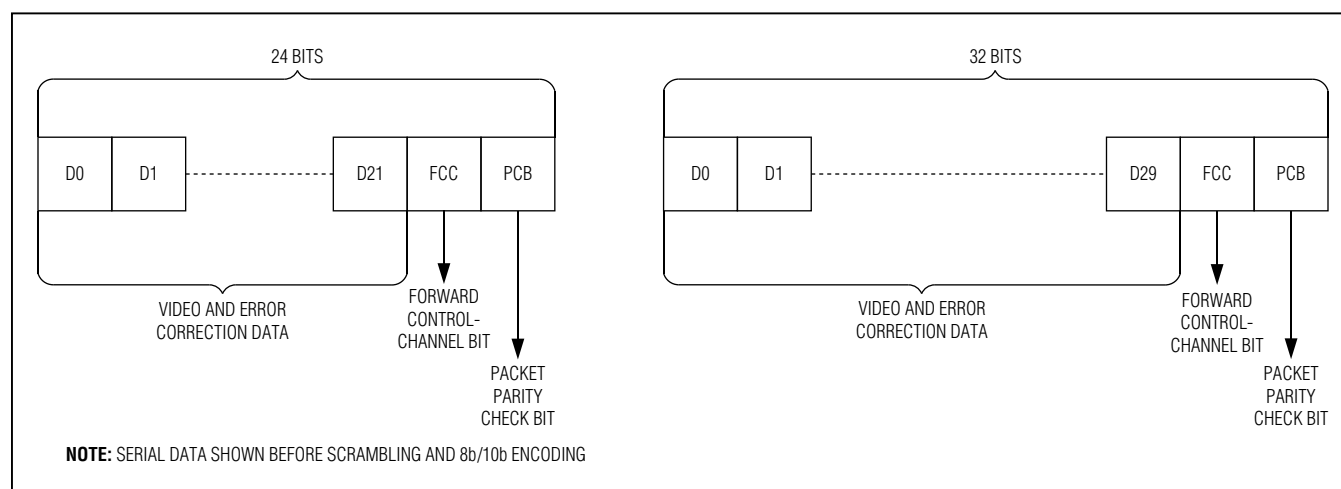 24 BITS
D0 D1 D21 FCC PCB
VIDEO AND ERROR
CORRECTION DATA
FORWARD
CONTROL-
CHANNEL BIT
PACKET
PARITY
CHECK BIT
32 BITS
D0 D1 D29 FCC PCB
VIDEO AND ERROR
CORRECTION DATA
FORWARD
CONTROL-
CHANNEL BIT
PACKET
PARITY
CHECK BIT
NOTE: SERIAL DATA SHOWN BEFORE SCRAMBLING AND 8b/10b ENCODING